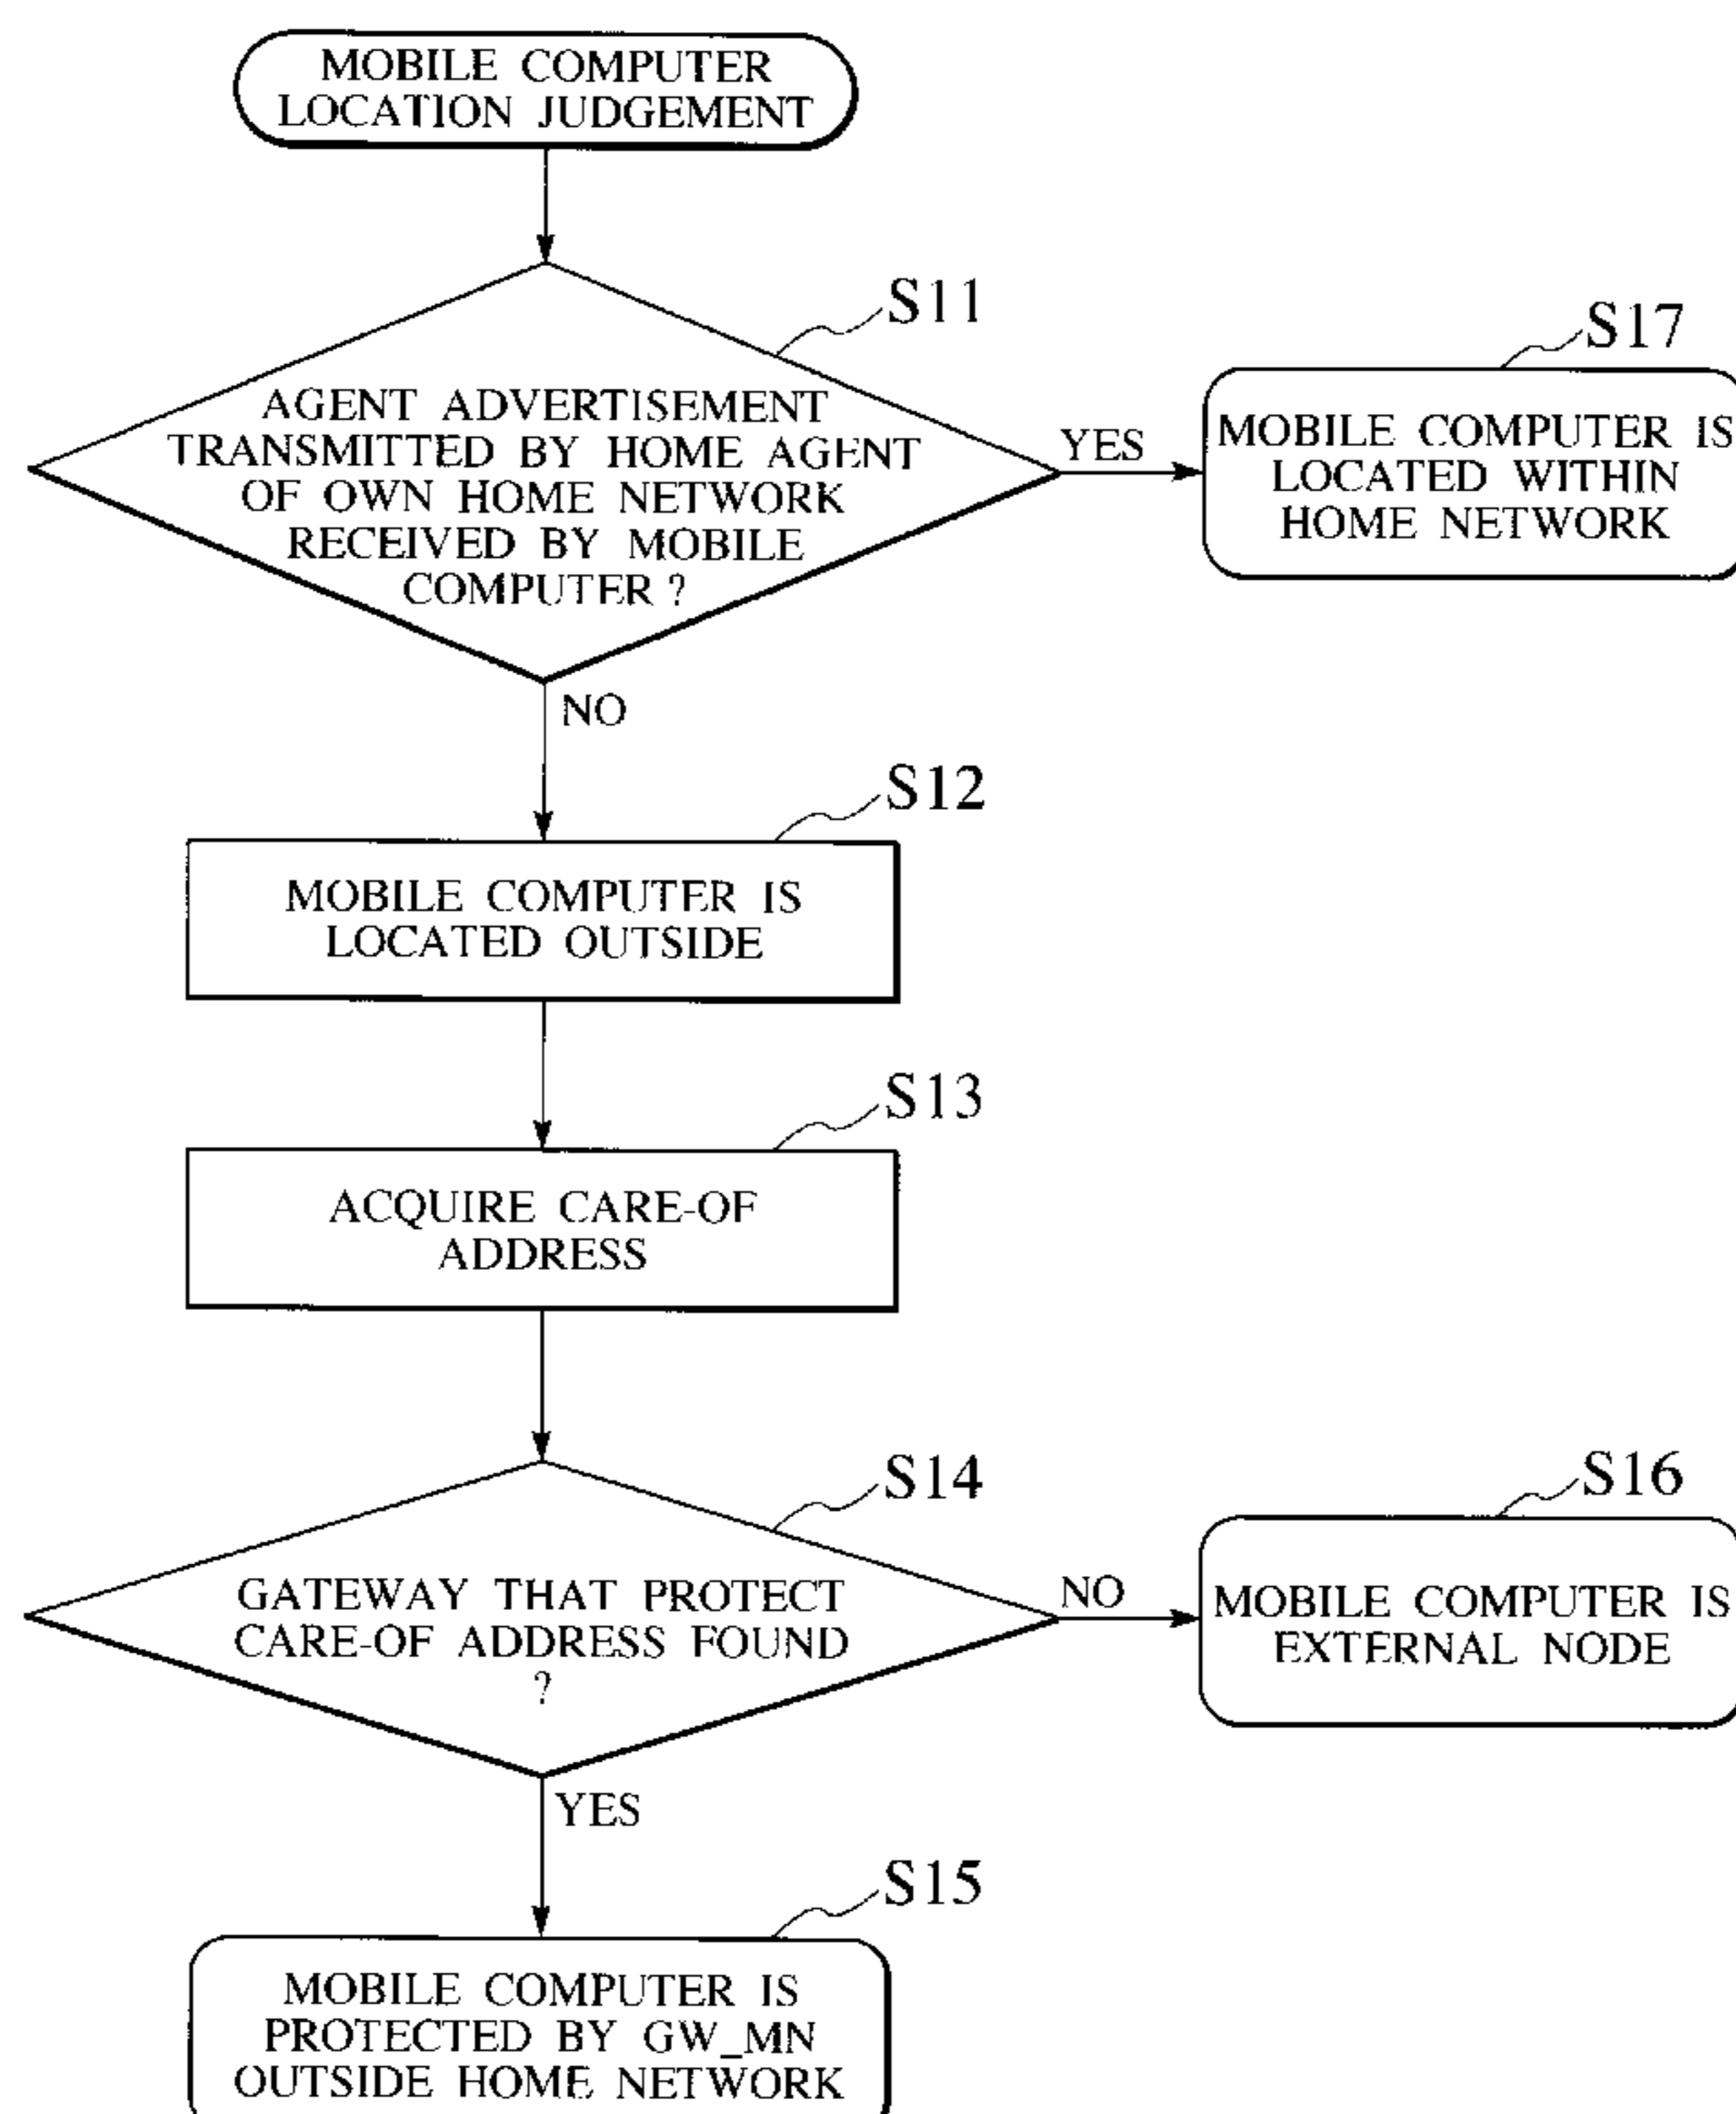 MOBILE COMPUTER
LOCATION JUDGEMENT
S11
AGENT ADVERTISEMENT
TRANSMITTED BY HOME AGENT
OF OWN HOME NETWORK
RECEIVED BY MOBILE
COMPUTER ?
YES
S17
MOBILE COMPUTER IS
LOCATED WITHIN
HOME NETWORK
NO
S12
MOBILE COMPUTER IS
LOCATED OUTSIDE
S13
ACQUIRE CARE-OF
ADDRESS
S14
GATEWAY THAT PROTECT
CARE-OF ADDRESS FOUND
?
NO
S16
MOBILE COMPUTER IS
EXTERNAL NODE
YES
S15
MOBILE COMPUTER IS
PROTECTED BY GW_MN
OUTSIDE HOME NETWORK